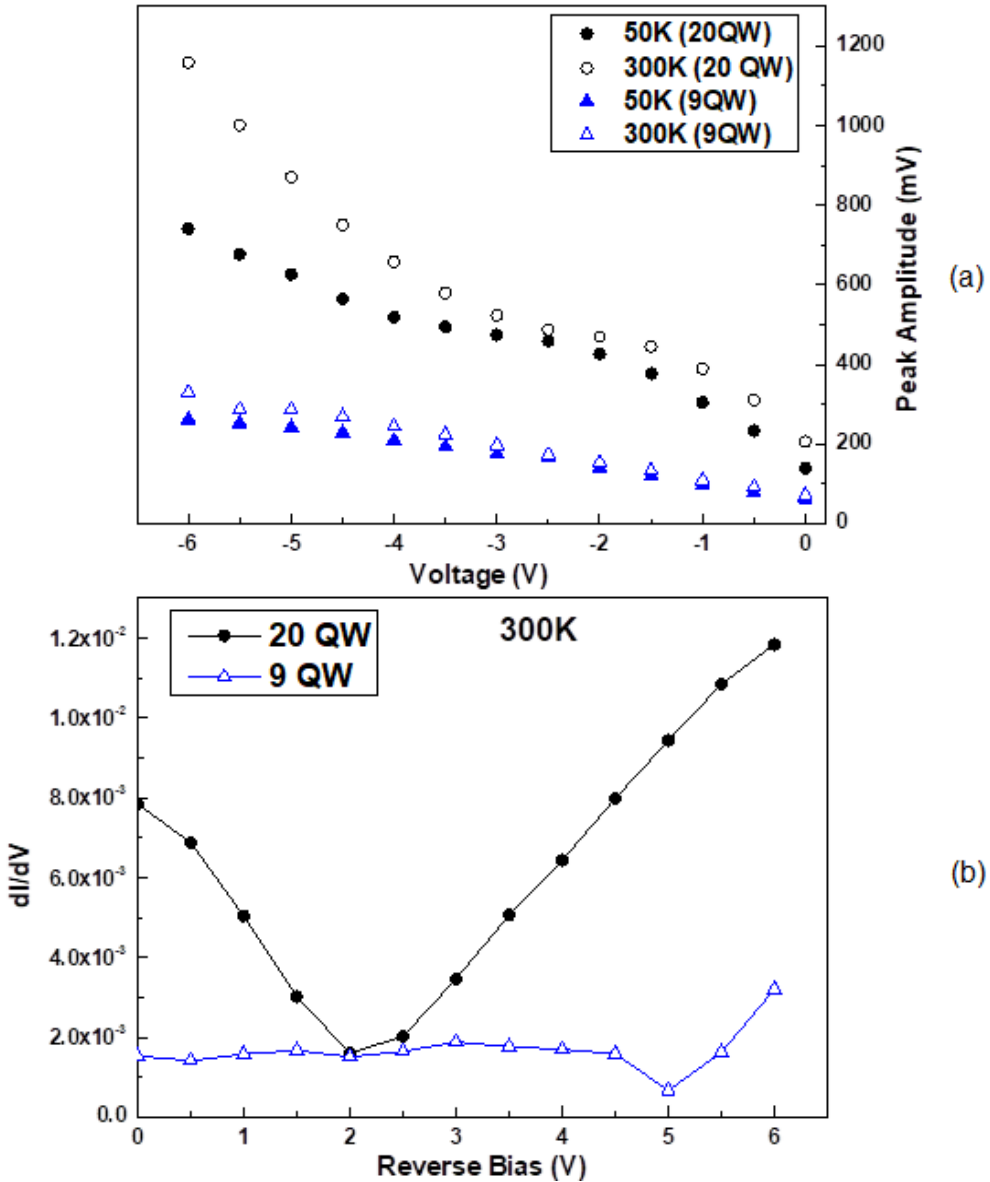 50K (20QW)
300K (20 QW)
50K (9QW)
300K (9QW)
1200
1000
800
600
400
200
0
Peak Amplitude (mV)
(a)
-6 -5 -4 -3 -2 -1 0
Voltage (V)
20 QW
9 QW
300K
1.2x10⁻²
1.0x10⁻²
8.0x10⁻³
6.0x10⁻³
4.0x10⁻³
2.0x10⁻³
0.0
dI/dV
(b)
0 1 2 3 4 5 6
Reverse Bias (V)